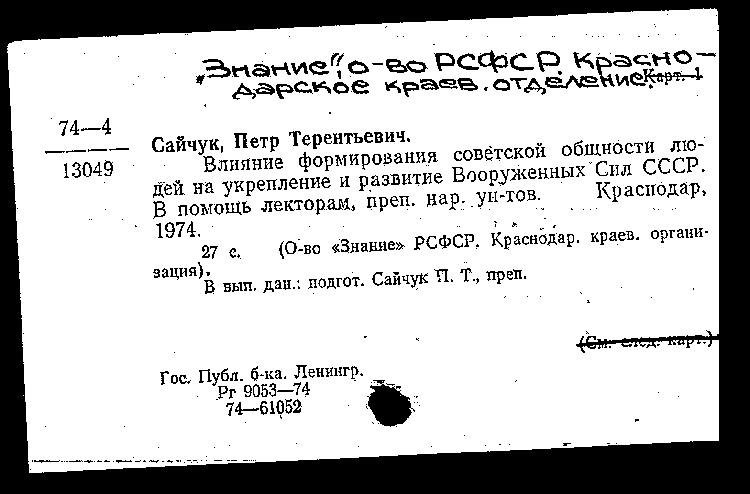 „Знание", о-во РСФСР Красно-
дарское краев. отделение.
Карт. 1
74—4
13049
Сайчук, Петр Терентьевич.
Влияние формирования советской общности лю-
дей на укрепление и развитие Вооруженных Сил СССР.
В помощь лекторам, преп. нар. ун-тов. Краснодар,
1974.
27 с. (О-во «Знание» РСФСР. Краснодар. краев. органи-
зация).
В вып. дан.: подгот. Сайчук П. Т., преп.
(См. след. карт.)
Гос. Публ. б-ка. Ленингр.
Рг 9053—74
74—61052